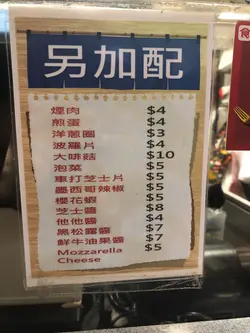 另加配
煙肉 $4
煎蛋 $4
洋蔥圈 $3
波羅片 $4
大啡菇 $10
泡菜 $5
車打芝士片 $5
墨西哥辣椒 $5
櫻花蝦 $5
芝士醬 $8
他他醬 $4
黑松露醬 $7
鮮牛油果醬 $7
Mozzarella $5
Cheese
食